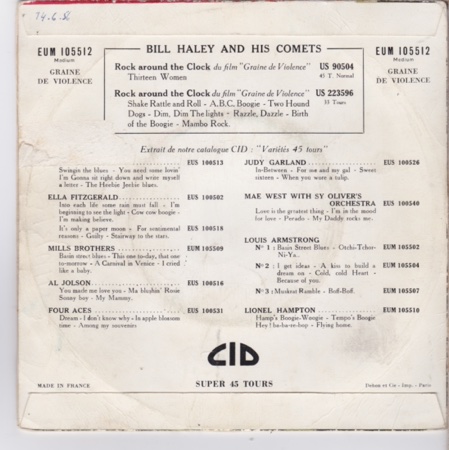 14.6.8
EUM 105512
Medium
GRAINE
DE VIOLENCE
BILL HALEY AND HIS COMETS
Rock around the Clock du film "Graine de Violence" US 90504
Thirteen Women 45 T. Normal
Rock around the Clock du film "Graine de Violence" US 223596
Shake Rattle and Roll - A.B.C. Boogie - Two Hound 33 Tours
Dogs - Dim, Dim The lights - Razzle, Dazzle - Birth
of the Boogie - Mambo Rock.
EUM 105512
Medium
GRAINE
DE VIOLENCE
Extrait de notre catalogue CID : "Variétés 45 tours"
EUS 100513
Swingin the blues - You need some lovin'
I'm Gonna sit right down and write myself
a letter - The Heebie Jeebie blues.
ELLA FITZGERALD EUS 100502
Into each life some rain must fall - I'm
beginning to see the light - Cow cow boogie -
I'm making believe.
It's only a paper moon - For continental EUS 100518
reasons - Guilty - Stairway to the stars.
MILLS BROTHERS EUM 105509
Basin street blues - This one to-day, that one
to-morrow - A Carnival in Venice - I cried
like a baby.
AL JOLSON EUS 100516
You made me love you - Ma blushin' Rosie
Sonny boy - My Mammy.
FOUR ACES EUS 100531
Dream - I don't know why - In apple blossom
time - Among my souvenirs
JUDY GARLAND EUS 100526
In-Between - For me and my gal - Sweet
sixteen - When you wore a tulip.
MAE WEST WITH SY OLIVER'S
ORCHESTRA EUS 100540
Love is the greatest thing - I'm in the mood
for love - Parado - My Daddy rocks me.
LOUIS ARMSTRONG
Nº 1 : Basin Street Blues - Otchi-Tchor- EUM 105502
Ni-Ya.
Nº 2 : I get ideas - A kiss to build a EUM 105504
dream on - Cold, cold Heart -
Because of you.
Nº 3 : Muskrat Ramble - Buff-Baff. EUM 105507
LIONEL HAMPTON EUM 105510
Hamp's Boogie-Woogie - Tempo's Boogie
Hey! ba-ba-re-bop - Flying home.
CID
SUPER 45 TOURS
MADE IN FRANCE
- Imp. - Paris